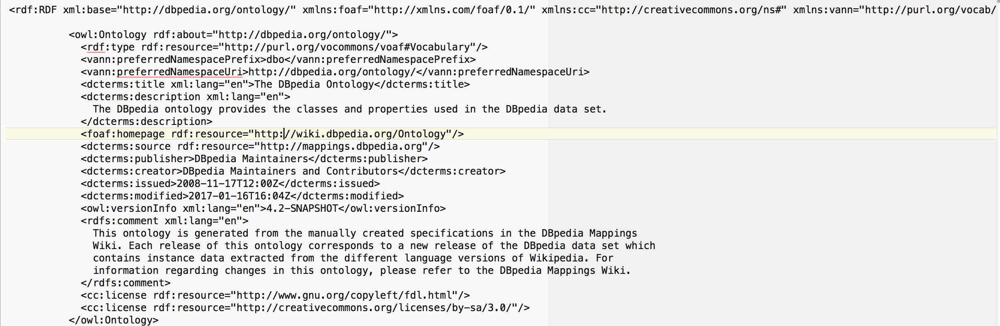 <rdf:RDF xml:base="http://dbpedia.org/ontology/" xmlns:foaf="http://xmlns.com/foaf/0.1/" xmlns:cc="http://creativecommons.org/ns#" xmlns:vann="http://purl.org/vocab/
<owl:Ontology rdf:about="http://dbpedia.org/ontology/">
<rdf:type rdf:resource="http://purl.org/vocommons/voaf#Vocabulary"/>
<vann:preferredNamespacePrefix>dbo</vann:preferredNamespacePrefix>
<vann:preferredNamespaceUri>http://dbpedia.org/ontology/</vann:preferredNamespaceUri>
<dcterms:title xml:lang="en">The DBpedia Ontology</dcterms:title>
<dcterms:description xml:lang="en">
The DBpedia ontology provides the classes and properties used in the DBpedia data set.
</dcterms:description>
<foaf:homepage rdf:resource="http://wiki.dbpedia.org/Ontology"/>
<dcterms:source rdf:resource="http://mappings.dbpedia.org"/>
<dcterms:publisher>DBpedia Maintainers</dcterms:publisher>
<dcterms:creator>DBpedia Maintainers and Contributors</dcterms:creator>
<dcterms:issued>2008-11-17T12:00Z</dcterms:issued>
<dcterms:modified>2017-01-16T16:04Z</dcterms:modified>
<owl:versionInfo xml:lang="en">4.2-SNAPSHOT</owl:versionInfo>
<rdfs:comment xml:lang="en">
This ontology is generated from the manually created specifications in the DBpedia Mappings
Wiki. Each release of this ontology corresponds to a new release of the DBpedia data set which
contains instance data extracted from the different language versions of Wikipedia. For
information regarding changes in this ontology, please refer to the DBpedia Mappings Wiki.
</rdfs:comment>
<cc:license rdf:resource="http://www.gnu.org/copyleft/fdl.html"/>
<cc:license rdf:resource="http://creativecommons.org/licenses/by-sa/3.0/"/>
</owl:Ontology>